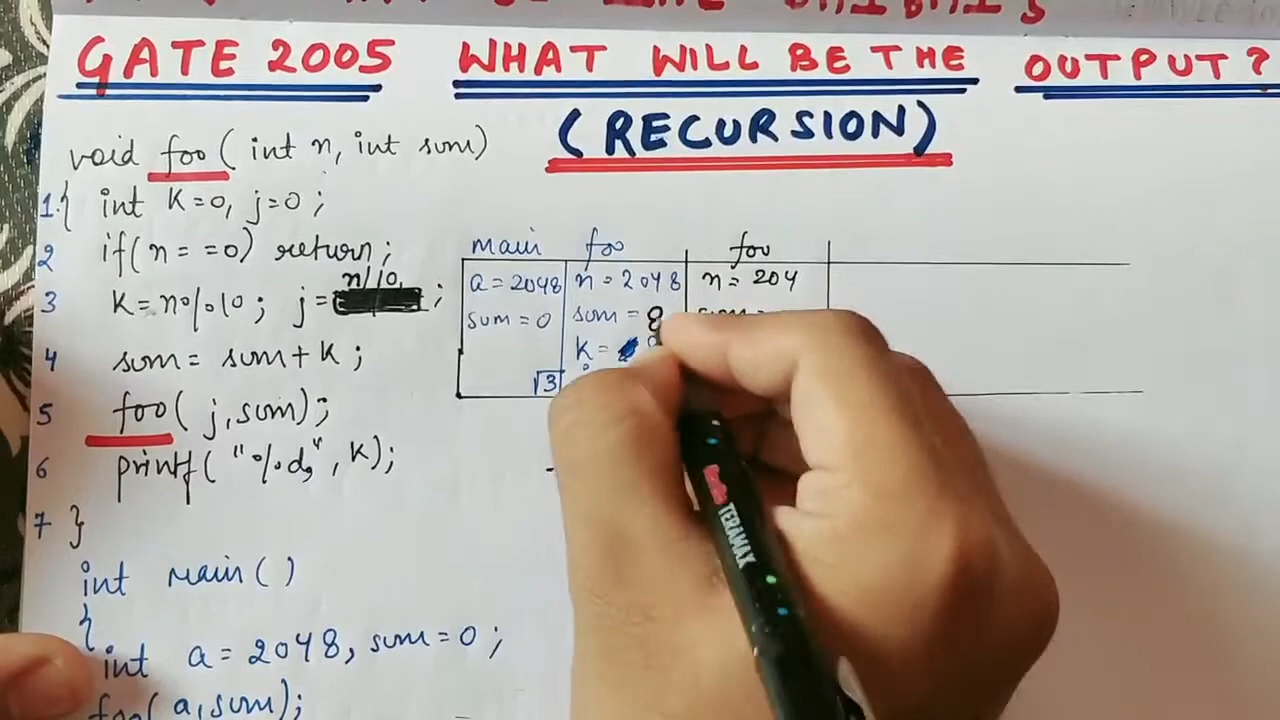 GATE 2005 WHAT WILL BE THE OUTPUT?
(RECURSION)
void foo( int n, int sum)
1 { int K=0, j=0 ;
2 if(n==0) return;
3 K=n%10; j=n/10;
4 sum= sum+K;
5 foo( j,sum);
6 printf( "%d," , K);
7 }
int main()
{
int a=2048, sum=0;
foo( a,sum);
main foo foo
a=2048 n=2048 n=204
sum=0 sum=8
K=
3
TERAMAX